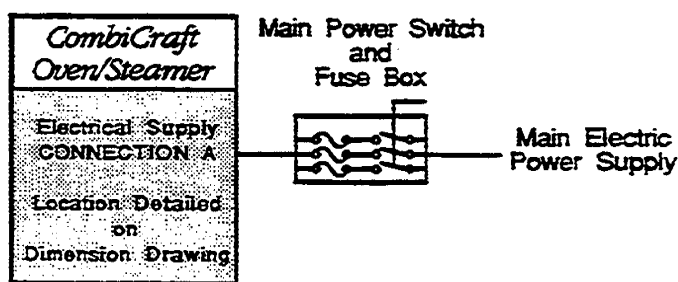 CombiCraft
Oven/Steamer
Electrical Supply
CONNECTION A
Location Detailed
on
Dimension Drawing
Main Power Switch
and
Fuse Box
Main Electric
Power Supply